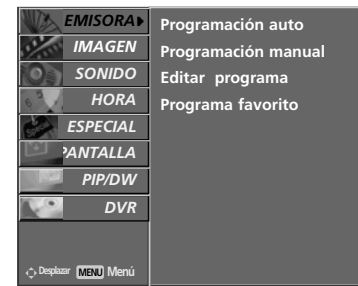 EMISORA
IMAGEN
SONIDO
HORA
ESPECIAL
PANTALLA
PIP/DW
DVR
Desplazar MENU Menú
Programación auto
Programación manual
Editar programa
Programa favorito